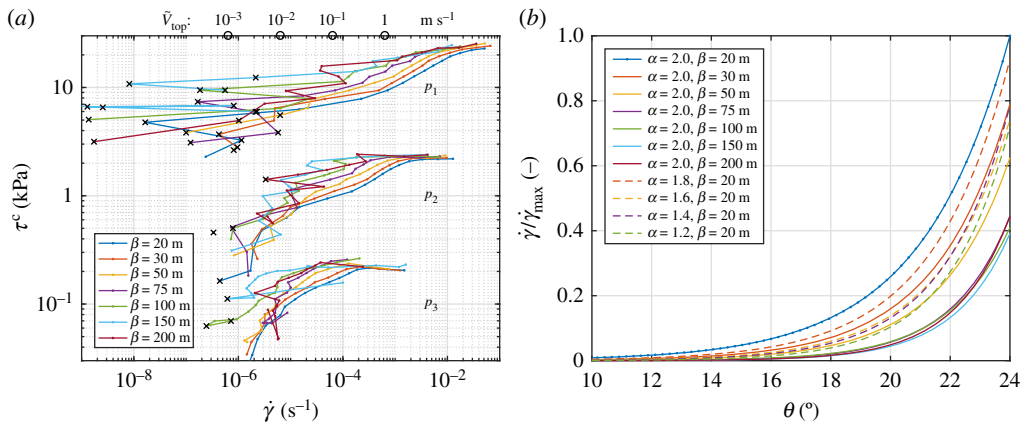 (a)
Ṽtop: 10⁻³ 10⁻² 10⁻¹ 1 m s⁻¹
10
1
10⁻¹
τᶜ (kPa)
p₁
p₂
p₃
β = 20 m
β = 30 m
β = 50 m
β = 75 m
β = 100 m
β = 150 m
β = 200 m
10⁻⁸ 10⁻⁶ 10⁻⁴ 10⁻²
γ̇ (s⁻¹)
(b)
1.0
0.8
0.6
0.4
0.2
0
γ̇/γ̇max (–)
α = 2.0, β = 20 m
α = 2.0, β = 30 m
α = 2.0, β = 50 m
α = 2.0, β = 75 m
α = 2.0, β = 100 m
α = 2.0, β = 150 m
α = 2.0, β = 200 m
α = 1.8, β = 20 m
α = 1.6, β = 20 m
α = 1.4, β = 20 m
α = 1.2, β = 20 m
10 12 14 16 18 20 22 24
θ (°)